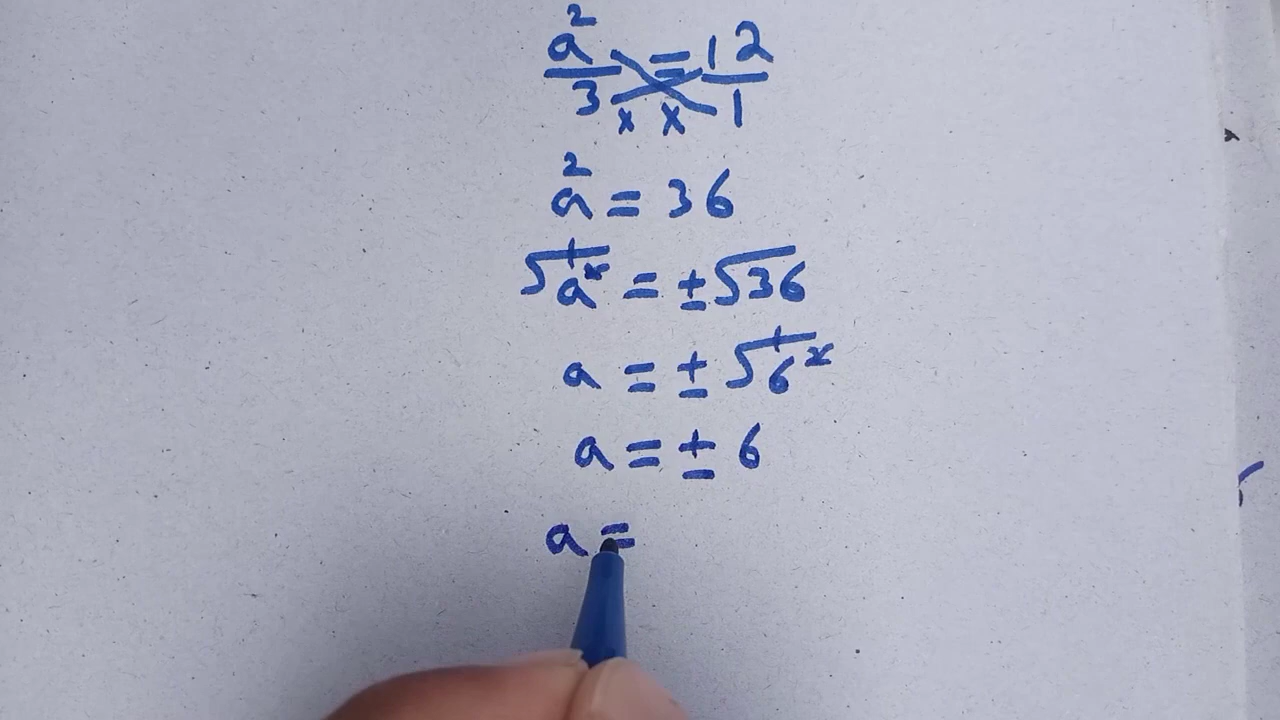 a² = 12
3 x x 1
a² = 36
√a² = ±√36
a = ±√6²
a = ± 6
a =